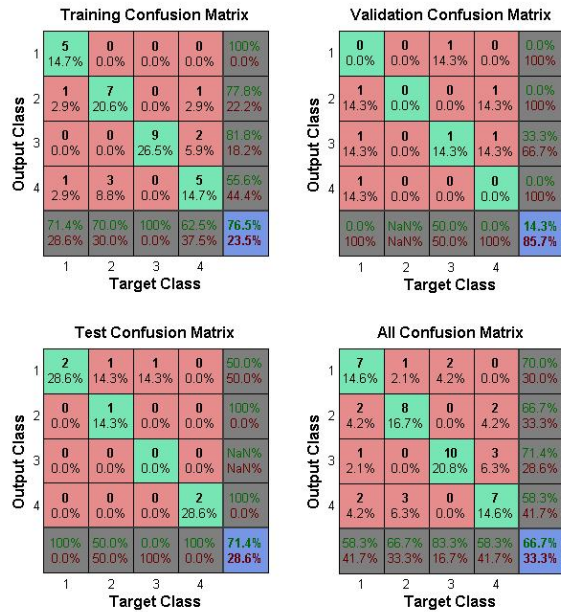 Training Confusion Matrix
1 5 0 0 0 100%
14.7% 0.0% 0.0% 0.0% 0.0%
2 1 7 0 1 77.8%
2.9% 20.6% 0.0% 2.9% 22.2%
3 0 0 9 2 81.8%
0.0% 0.0% 26.5% 5.9% 18.2%
4 1 3 0 5 55.6%
2.9% 8.8% 0.0% 14.7% 44.4%
71.4% 70.0% 100% 62.5% 76.5%
28.6% 30.0% 0.0% 37.5% 23.5%
1 2 3 4
Target Class
Output Class
Validation Confusion Matrix
1 0 0 1 0 0.0%
0.0% 0.0% 14.3% 0.0% 100%
2 1 0 0 1 0.0%
14.3% 0.0% 0.0% 14.3% 100%
3 1 0 1 1 33.3%
14.3% 0.0% 14.3% 14.3% 66.7%
4 1 0 0 0 0.0%
14.3% 0.0% 0.0% 0.0% 100%
0.0% NaN% 50.0% 0.0% 14.3%
100% NaN% 50.0% 100% 85.7%
1 2 3 4
Target Class
Output Class
Test Confusion Matrix
1 2 1 1 0 50.0%
28.6% 14.3% 14.3% 0.0% 50.0%
2 0 1 0 0 100%
0.0% 14.3% 0.0% 0.0% 0.0%
3 0 0 0 0 NaN%
0.0% 0.0% 0.0% 0.0% NaN%
4 0 0 0 2 100%
0.0% 0.0% 0.0% 28.6% 0.0%
100% 50.0% 0.0% 100% 71.4%
0.0% 50.0% 100% 0.0% 28.6%
1 2 3 4
Target Class
Output Class
All Confusion Matrix
1 7 1 2 0 70.0%
14.6% 2.1% 4.2% 0.0% 30.0%
2 2 8 0 2 66.7%
4.2% 16.7% 0.0% 4.2% 33.3%
3 1 0 10 3 71.4%
2.1% 0.0% 20.8% 6.3% 28.6%
4 2 3 0 7 58.3%
4.2% 6.3% 0.0% 14.6% 41.7%
58.3% 66.7% 83.3% 58.3% 66.7%
41.7% 33.3% 16.7% 41.7% 33.3%
1 2 3 4
Target Class
Output Class